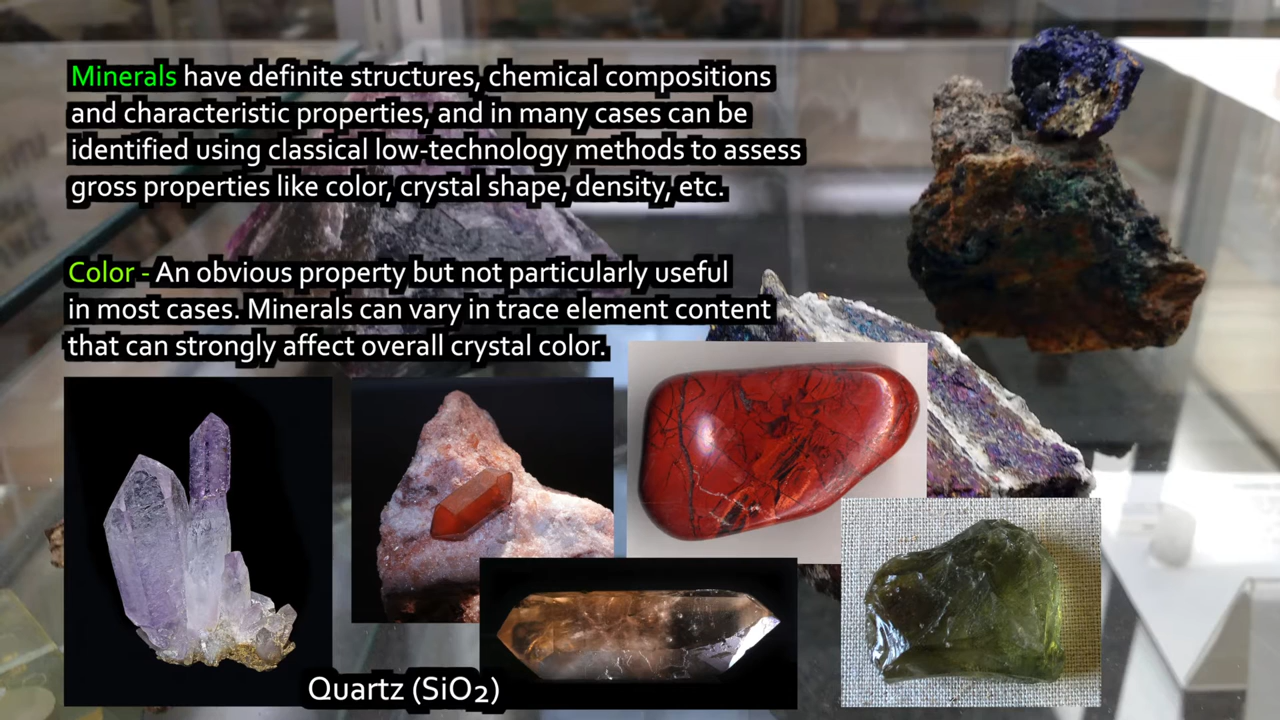 Minerals have definite structures, chemical compositions
and characteristic properties, and in many cases can be
identified using classical low-technology methods to assess
gross properties like color, crystal shape, density, etc.
Color - An obvious property but not particularly useful
in most cases. Minerals can vary in trace element content
that can strongly affect overall crystal color.
Quartz (SiO₂)